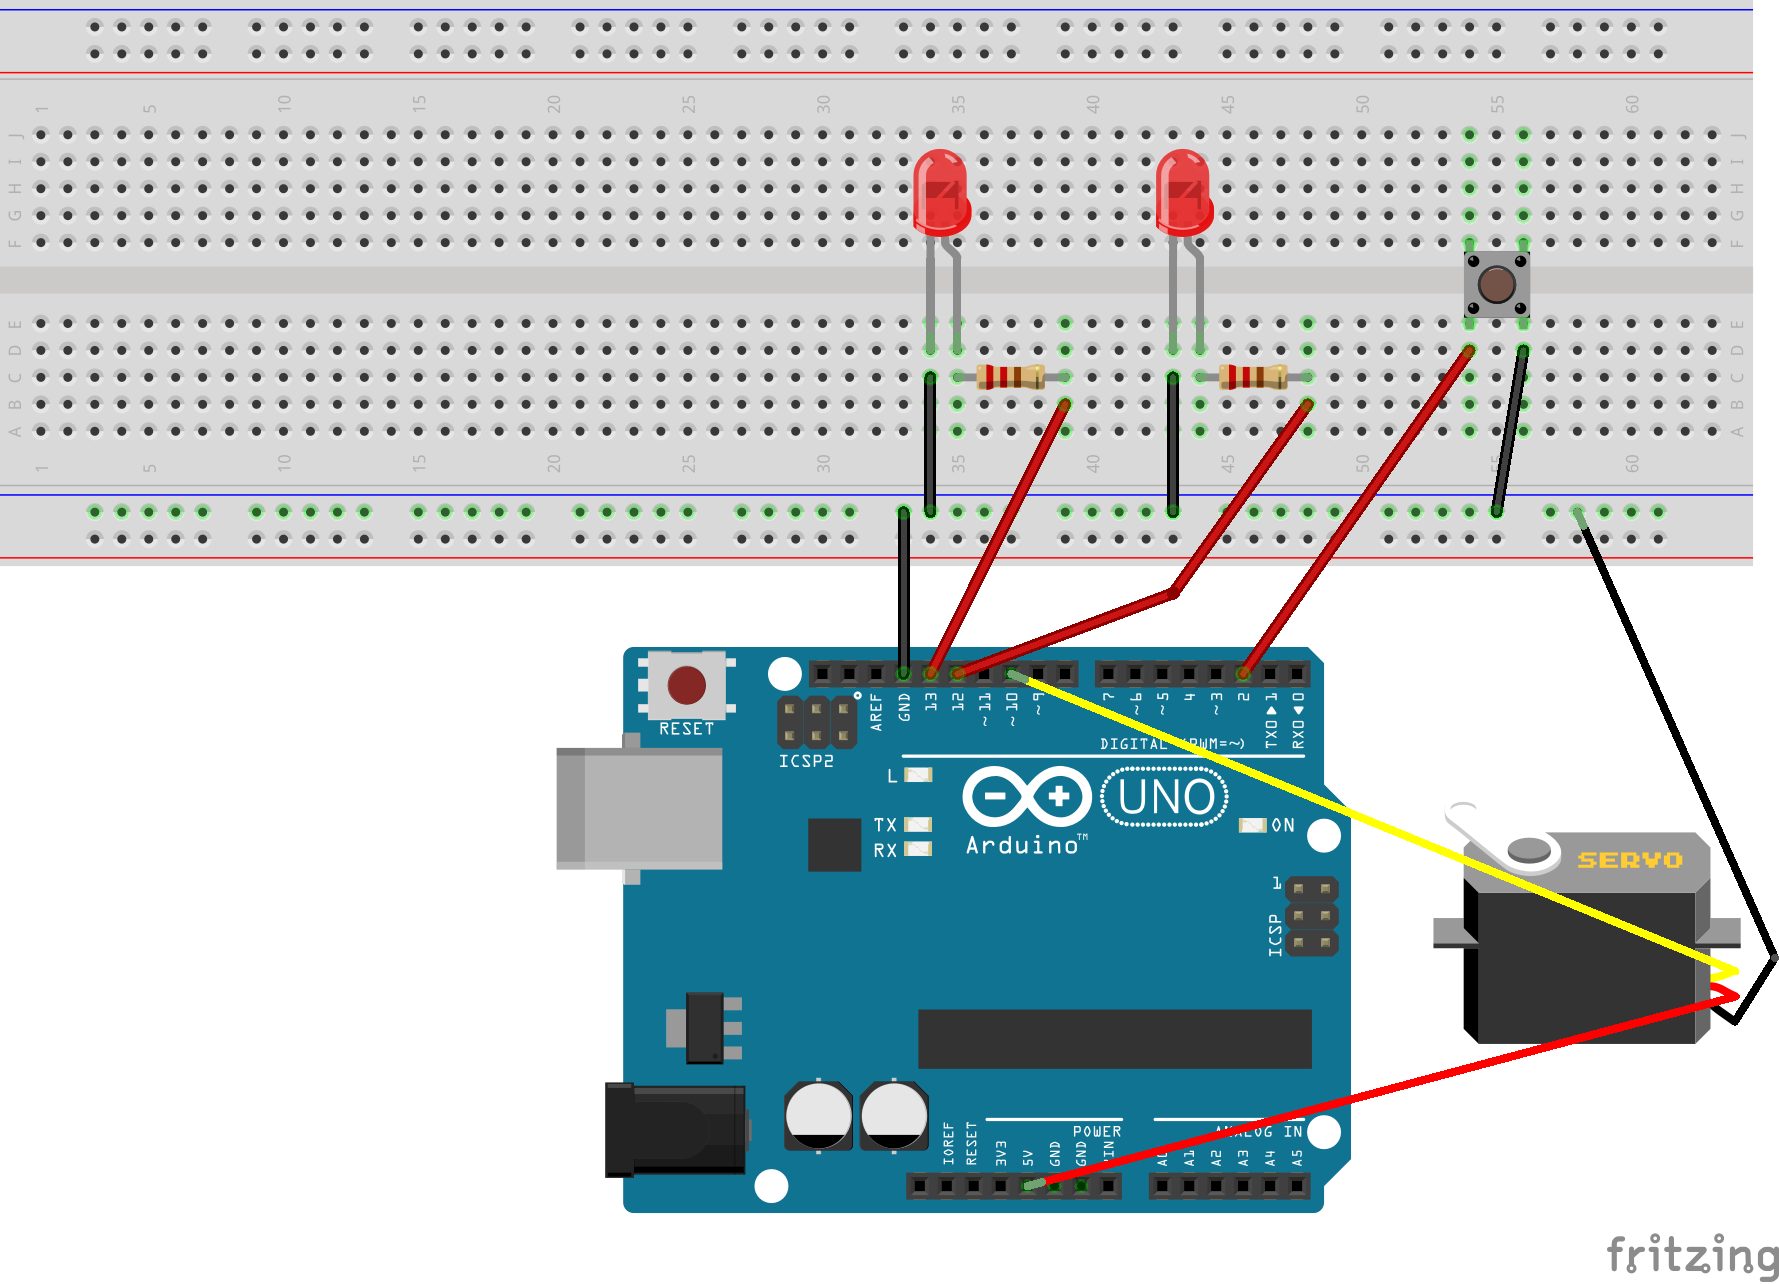 1 5 10 15 20 25 30 35 40 45 50 55 60
J J
I I
H H
G G
F F
E E
D D
C C
B B
A A
1 5 10 15 20 25 30 35 40 45 50 55 60
RESET
ICSP2
AREF GND 13 12 ~11 ~10 ~9 7 ~6 ~5 4 ~3 2 TX0▶1 RX0◀0
DIGITAL (PWM=~)
L
TX
RX
Arduino™
UNO
ON
1
ICSP
SERVO
POWER
ANALOG IN
IOREF RESET 3V3 5V GND GND VIN A0 A1 A2 A3 A4 A5
fritzing